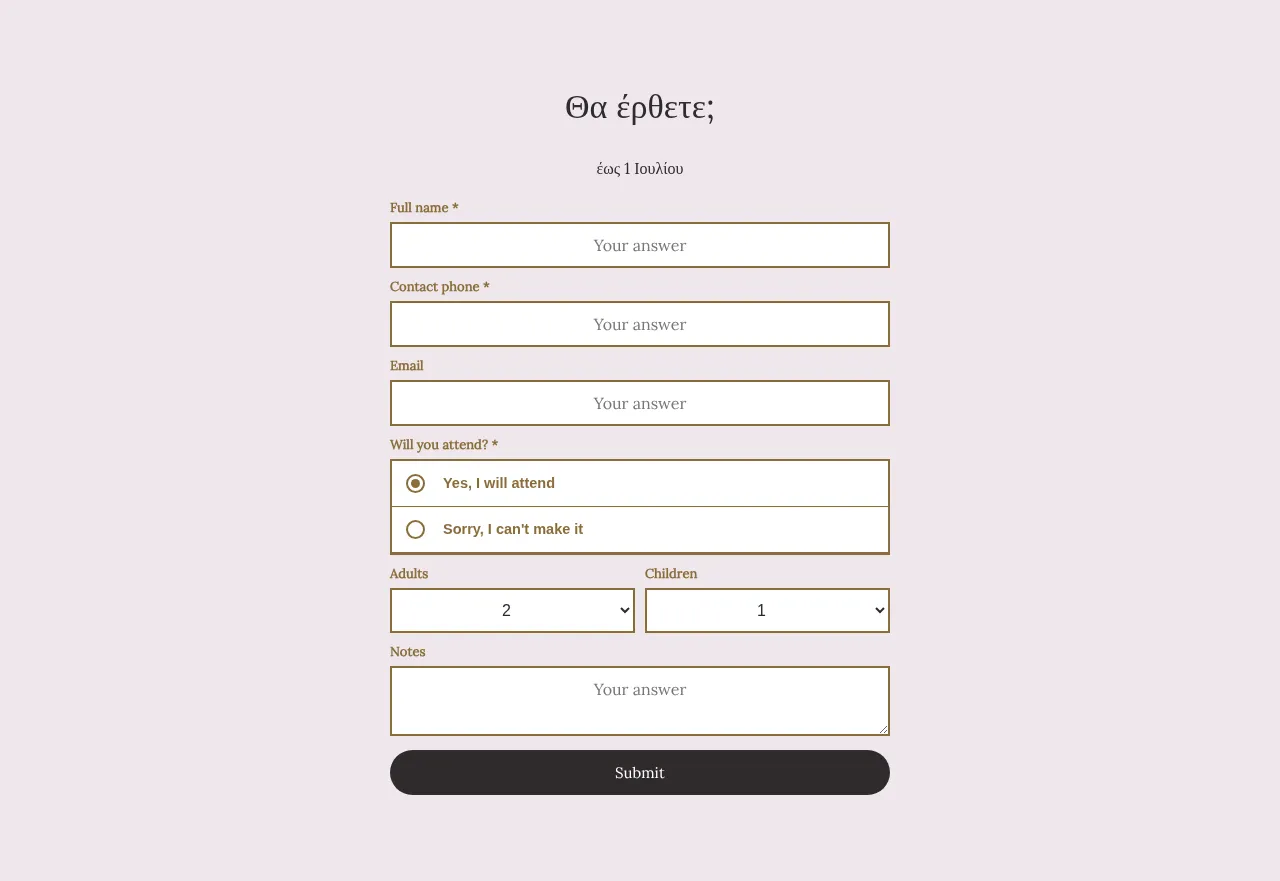 Θα έρθετε;
έως 1 Ιουλίου
Full name *
Your answer
Contact phone *
Your answer
Email
Your answer
Will you attend? *
Yes, I will attend
Sorry, I can't make it
Adults Children
2 1
Notes
Your answer
Submit